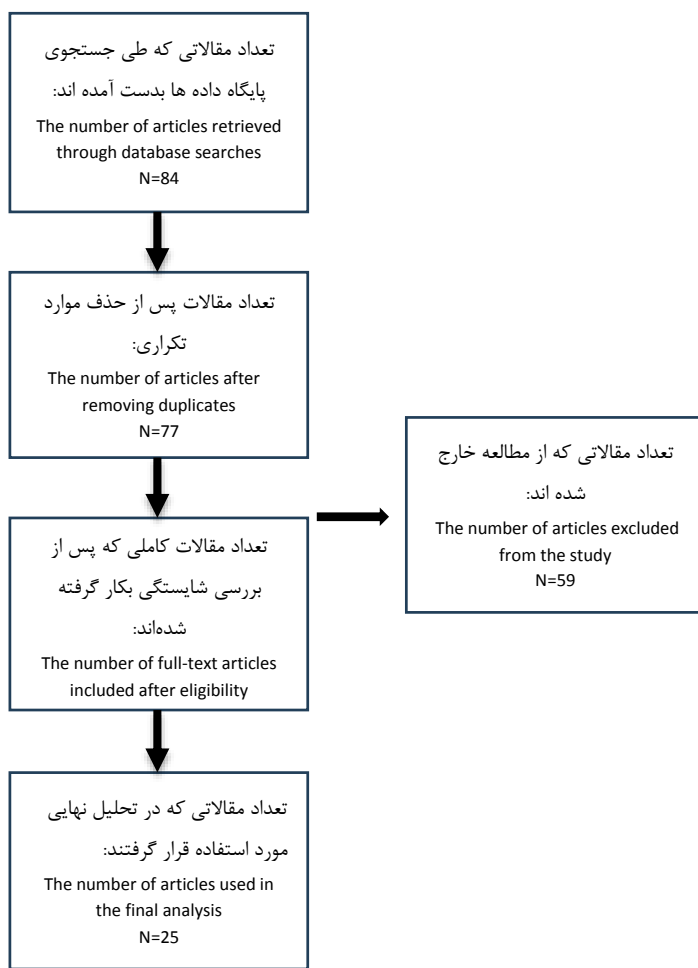 تعداد مقالاتی که طی جستجوی
پایگاه داده ها بدست آمده اند:
The number of articles retrieved
through database searches
N=84
تعداد مقالات پس از حذف موارد
تکراری:
The number of articles after
removing duplicates
N=77
تعداد مقالاتی که از مطالعه خارج
شده اند:
The number of articles excluded
from the study
N=59
تعداد مقالات کاملی که پس از
بررسی شایستگی بکار گرفته
شده‌اند:
The number of full-text articles
included after eligibility
تعداد مقالاتی که در تحلیل نهایی
مورد استفاده قرار گرفتند:
The number of articles used in
the final analysis
N=25